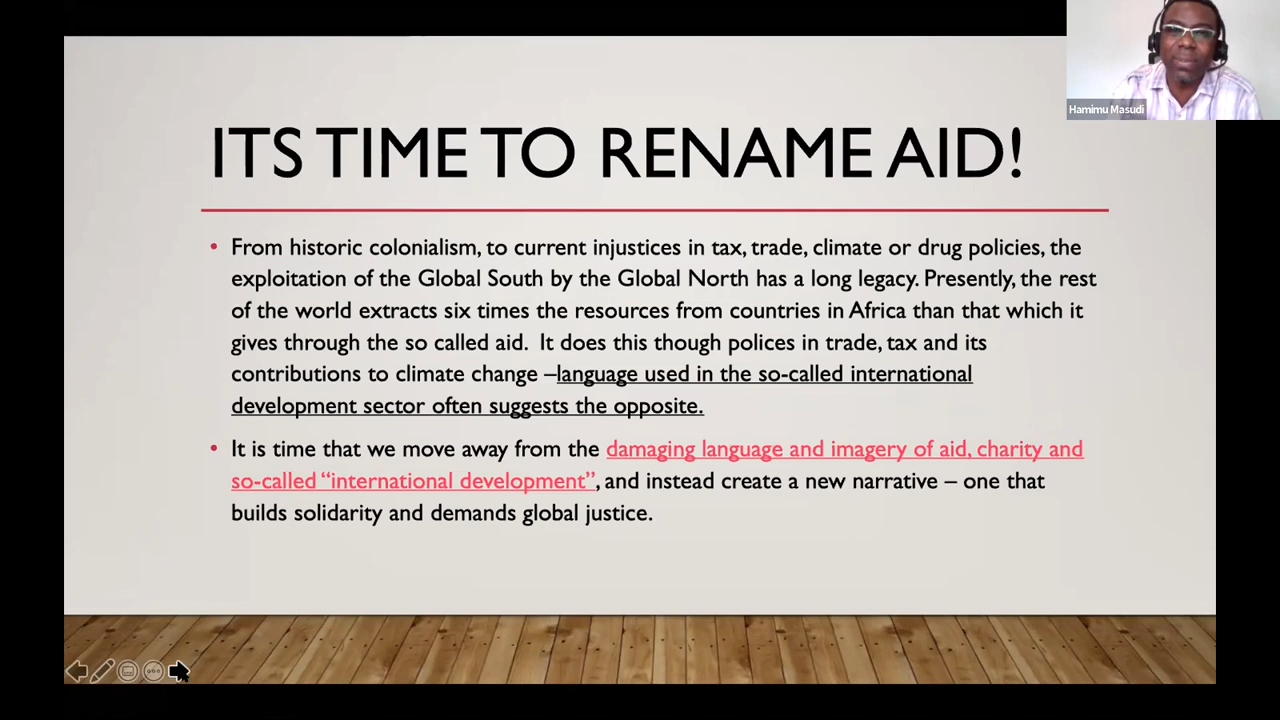 Hamimu Masudi
ITS TIME TO RENAME AID!
• From historic colonialism, to current injustices in tax, trade, climate or drug policies, the
exploitation of the Global South by the Global North has a long legacy. Presently, the rest
of the world extracts six times the resources from countries in Africa than that which it
gives through the so called aid.  It does this though polices in trade, tax and its
contributions to climate change –language used in the so-called international
development sector often suggests the opposite.
• It is time that we move away from the damaging language and imagery of aid, charity and
so-called “international development”, and instead create a new narrative – one that
builds solidarity and demands global justice.